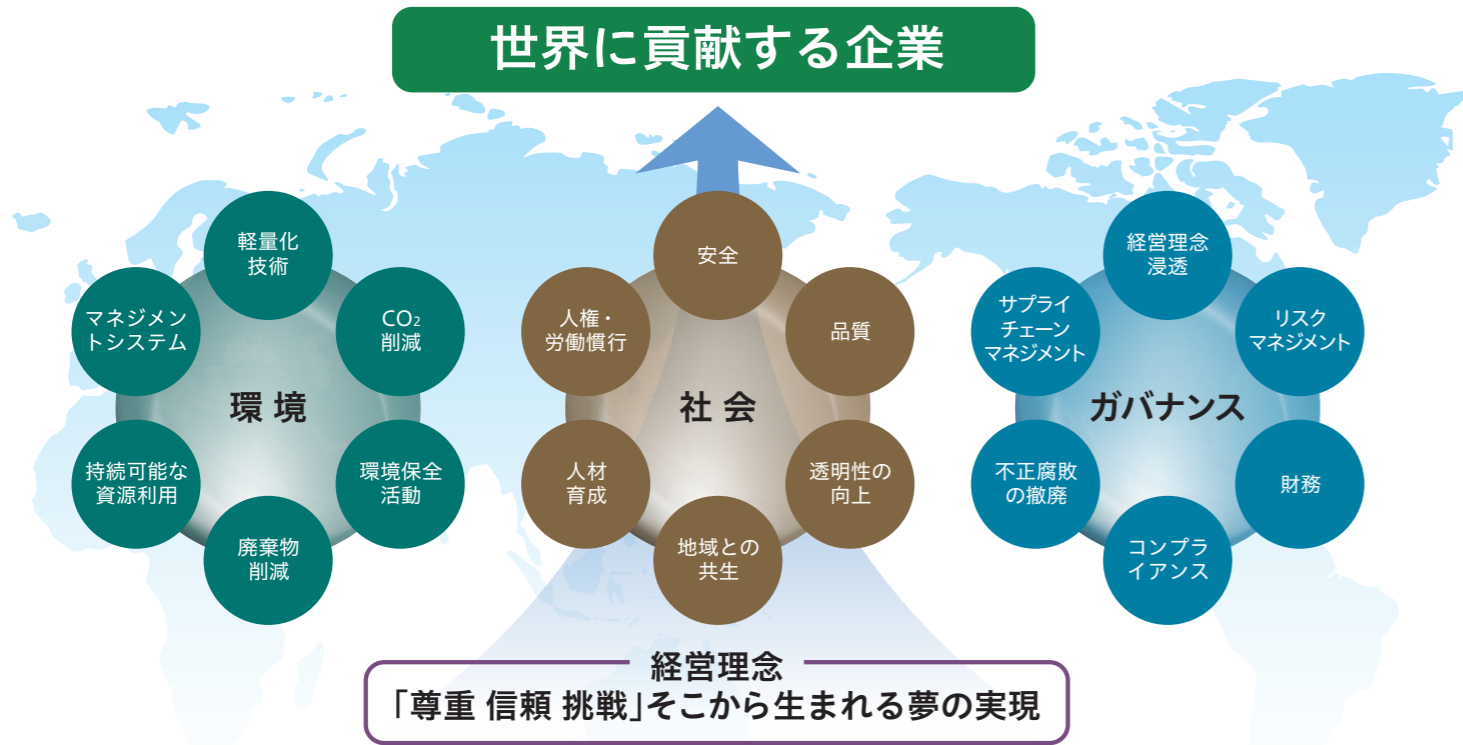 世界に貢献する企業
軽量化
技術
マネジメン
トシステム
CO₂
削減
環境
持続可能な
資源利用
環境保全
活動
廃棄物
削減
安全
人権・
労働慣行
品質
社会
人材
育成
透明性の
向上
地域との
共生
経営理念
浸透
サプライ
チェーン
マネジメント
リスク
マネジメント
ガバナンス
不正腐敗
の撤廃
財務
コンプラ
イアンス
経営理念
「尊重 信頼 挑戦」そこから生まれる夢の実現